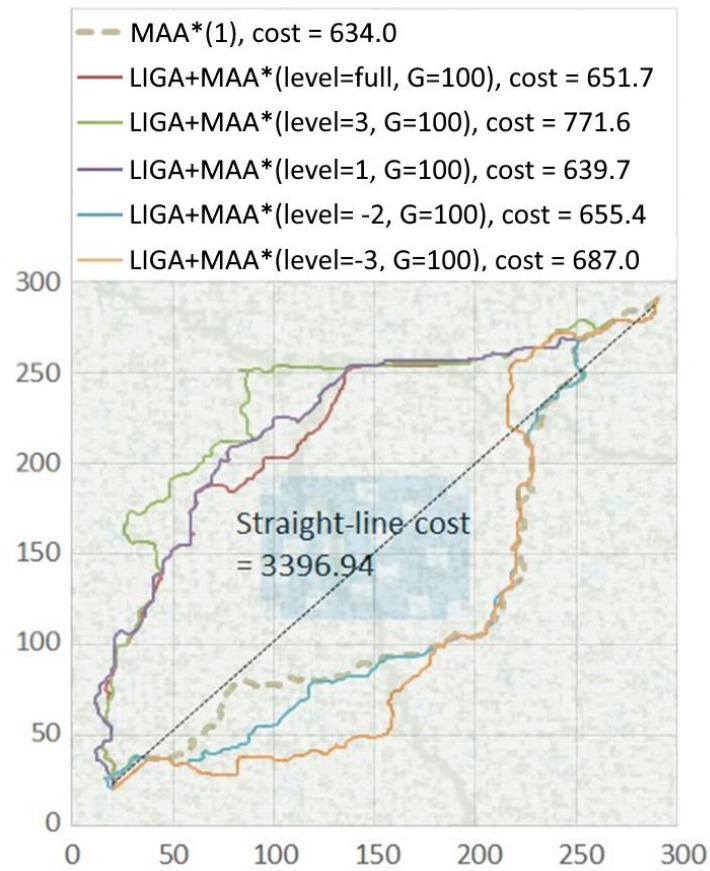 MAA*(1), cost = 634.0
LIGA+MAA*(level=full, G=100), cost = 651.7
LIGA+MAA*(level=3, G=100), cost = 771.6
LIGA+MAA*(level=1, G=100), cost = 639.7
LIGA+MAA*(level= -2, G=100), cost = 655.4
LIGA+MAA*(level=-3, G=100), cost = 687.0
300
250
200
Straight-line cost
= 3396.94
150
100
50
0
0 50 100 150 200 250 300